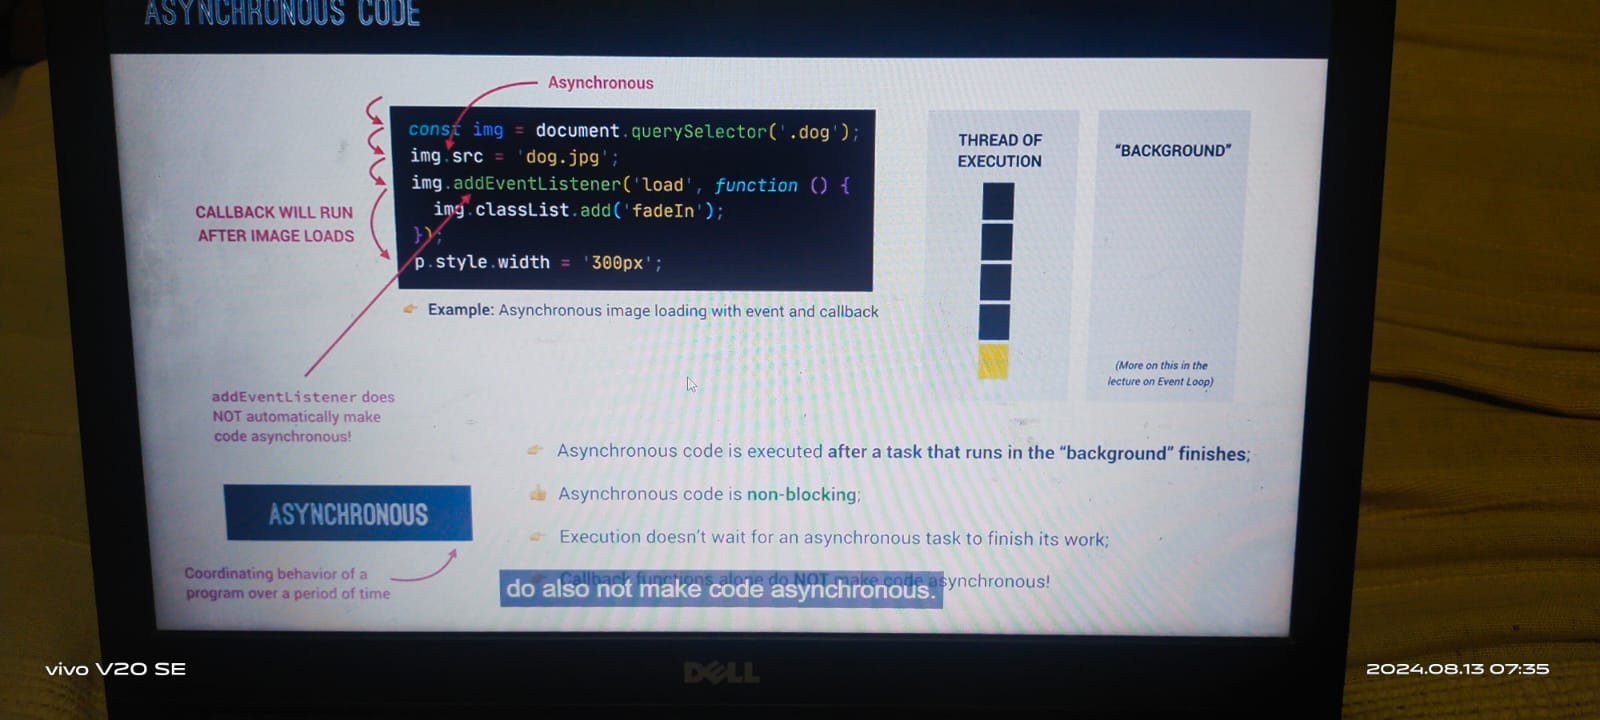 ASYNCHRONOUS CODE
Asynchronous
const img = document.querySelector('.dog');
img.src = 'dog.jpg';
img.addEventListener('load', function () {
img.classList.add('fadeIn');
});
p.style.width = '300px';
CALLBACK WILL RUN
AFTER IMAGE LOADS
👉 Example: Asynchronous image loading with event and callback
THREAD OF
EXECUTION
“BACKGROUND”
(More on this in the
lecture on Event Loop)
addEventListener does
NOT automatically make
code asynchronous!
ASYNCHRONOUS
Coordinating behavior of a
program over a period of time
👉 Asynchronous code is executed after a task that runs in the “background” finishes;
👍 Asynchronous code is non-blocking;
👉 Execution doesn’t wait for an asynchronous task to finish its work;
Callback functions alone do NOT make code asynchronous!
do also not make code asynchronous.
DELL
vivo V20 SE
2024.08.13 07:35